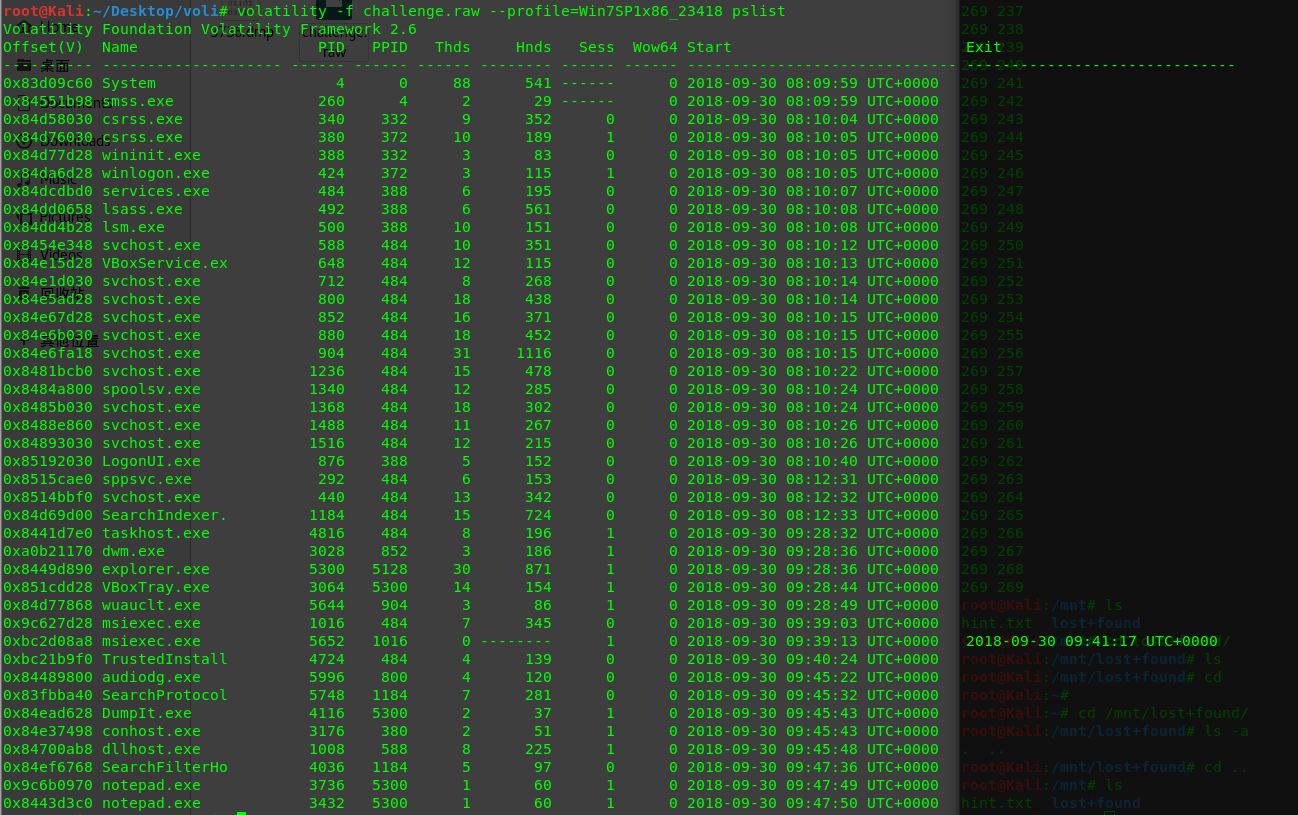 root@Kali:~/Desktop/voli# volatility -f challenge.raw --profile=Win7SP1x86_23418 pslist
Volatility Foundation Volatility Framework 2.6
Offset(V)  Name                    PID   PPID   Thds     Hnds   Sess  Wow64 Start                          Exit
0x83d09c60 System                    4      0     88      541 ------      0 2018-09-30 08:09:59 UTC+0000
0x84551b98 smss.exe                260      4      2       29 ------      0 2018-09-30 08:09:59 UTC+0000
0x84d58030 csrss.exe               340    332      9      352      0      0 2018-09-30 08:10:04 UTC+0000
0x84d76030 csrss.exe               380    372     10      189      1      0 2018-09-30 08:10:05 UTC+0000
0x84d77d28 wininit.exe             388    332      3       83      0      0 2018-09-30 08:10:05 UTC+0000
0x84da6d28 winlogon.exe            424    372      3      115      1      0 2018-09-30 08:10:05 UTC+0000
0x84dcdbd0 services.exe            484    388      6      195      0      0 2018-09-30 08:10:07 UTC+0000
0x84dd0658 lsass.exe               492    388      6      561      0      0 2018-09-30 08:10:08 UTC+0000
0x84dd4b28 lsm.exe                 500    388     10      151      0      0 2018-09-30 08:10:08 UTC+0000
0x8454e348 svchost.exe             588    484     10      351      0      0 2018-09-30 08:10:12 UTC+0000
0x84e15d28 VBoxService.ex          648    484     12      115      0      0 2018-09-30 08:10:13 UTC+0000
0x84e1d030 svchost.exe             712    484      8      268      0      0 2018-09-30 08:10:14 UTC+0000
0x84e5ad28 svchost.exe             800    484     18      438      0      0 2018-09-30 08:10:14 UTC+0000
0x84e67d28 svchost.exe             852    484     16      371      0      0 2018-09-30 08:10:15 UTC+0000
0x84e6b030 svchost.exe             880    484     18      452      0      0 2018-09-30 08:10:15 UTC+0000
0x84e6fa18 svchost.exe             904    484     31     1116      0      0 2018-09-30 08:10:15 UTC+0000
0x8481bcb0 svchost.exe            1236    484     15      478      0      0 2018-09-30 08:10:22 UTC+0000
0x8484a800 spoolsv.exe            1340    484     12      285      0      0 2018-09-30 08:10:24 UTC+0000
0x8485b030 svchost.exe            1368    484     18      302      0      0 2018-09-30 08:10:24 UTC+0000
0x8488e860 svchost.exe            1488    484     11      267      0      0 2018-09-30 08:10:26 UTC+0000
0x84893030 svchost.exe            1516    484     12      215      0      0 2018-09-30 08:10:26 UTC+0000
0x85192030 LogonUI.exe             876    388      5      152      0      0 2018-09-30 08:10:40 UTC+0000
0x8515cae0 sppsvc.exe              292    484      6      153      0      0 2018-09-30 08:12:31 UTC+0000
0x8514bbf0 svchost.exe             440    484     13      342      0      0 2018-09-30 08:12:32 UTC+0000
0x84d69d00 SearchIndexer.         1184    484     15      724      0      0 2018-09-30 08:12:33 UTC+0000
0x8441d7e0 taskhost.exe           4816    484      8      196      1      0 2018-09-30 09:28:32 UTC+0000
0xa0b21170 dwm.exe                3028    852      3      186      1      0 2018-09-30 09:28:36 UTC+0000
0x8449d890 explorer.exe           5300   5128     30      871      1      0 2018-09-30 09:28:36 UTC+0000
0x851cdd28 VBoxTray.exe           3064   5300     14      154      1      0 2018-09-30 09:28:44 UTC+0000
0x84d77868 wuauclt.exe            5644    904      3       86      1      0 2018-09-30 09:28:49 UTC+0000
0x9c627d28 msiexec.exe            1016    484      7      345      0      0 2018-09-30 09:39:03 UTC+0000
0xbc2d08a8 msiexec.exe            5652   1016      0 --------      1      0 2018-09-30 09:39:13 UTC+0000   2018-09-30 09:41:17 UTC+0000
0xbc21b9f0 TrustedInstall         4724    484      4      139      0      0 2018-09-30 09:40:24 UTC+0000
0x84489800 audiodg.exe            5996    800      4      120      0      0 2018-09-30 09:45:22 UTC+0000
0x83fbba40 SearchProtocol         5748   1184      7      281      0      0 2018-09-30 09:45:32 UTC+0000
0x84ead628 DumpIt.exe             4116   5300      2       37      1      0 2018-09-30 09:45:43 UTC+0000
0x84e37498 conhost.exe            3176    380      2       51      1      0 2018-09-30 09:45:43 UTC+0000
0x84700ab8 dllhost.exe            1008    588      8      225      1      0 2018-09-30 09:45:48 UTC+0000
0x84ef6768 SearchFilterHo         4036   1184      5       97      0      0 2018-09-30 09:47:36 UTC+0000
0x9c6b0970 notepad.exe            3736   5300      1       60      1      0 2018-09-30 09:47:49 UTC+0000
0x8443d3c0 notepad.exe            3432   5300      1       60      1      0 2018-09-30 09:47:50 UTC+0000
桌面
Downloads
Music
Pictures
Videos
回收站
其他位置
269 237
269 238
269 241
269 242
269 243
269 244
269 245
269 246
269 247
269 248
269 249
269 250
269 251
269 252
269 253
269 254
269 255
269 256
269 257
269 258
269 259
269 260
269 261
269 262
269 263
269 264
269 265
269 266
269 267
269 268
269 269
root@Kali:/mnt# ls
hint.txt  lost+found
root@Kali:/mnt/lost+found# ls
root@Kali:/mnt/lost+found# cd
root@Kali:~#
root@Kali:~# cd /mnt/lost+found/
root@Kali:/mnt/lost+found# ls -a
.  ..
root@Kali:/mnt/lost+found# cd ..
root@Kali:/mnt# ls
hint.txt  lost+found